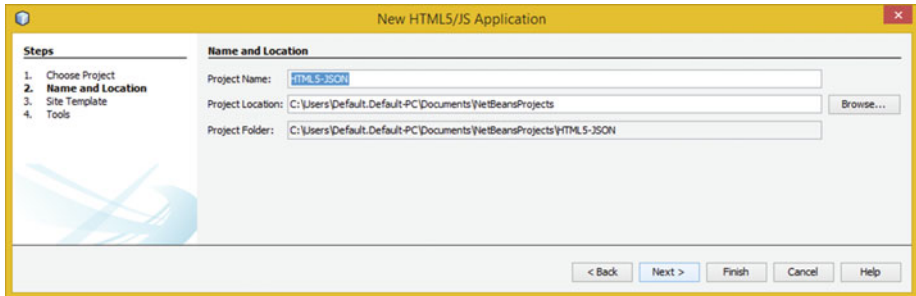 New HTML5/JS Application
Steps
1. Choose Project
2. Name and Location
3. Site Template
4. Tools
Name and Location
Project Name: HTML5-JSON
Project Location: C:\Users\Default.Default-PC\Documents\NetBeansProjects Browse...
Project Folder: C:\Users\Default.Default-PC\Documents\NetBeansProjects\HTML5-JSON
< Back Next > Finish Cancel Help